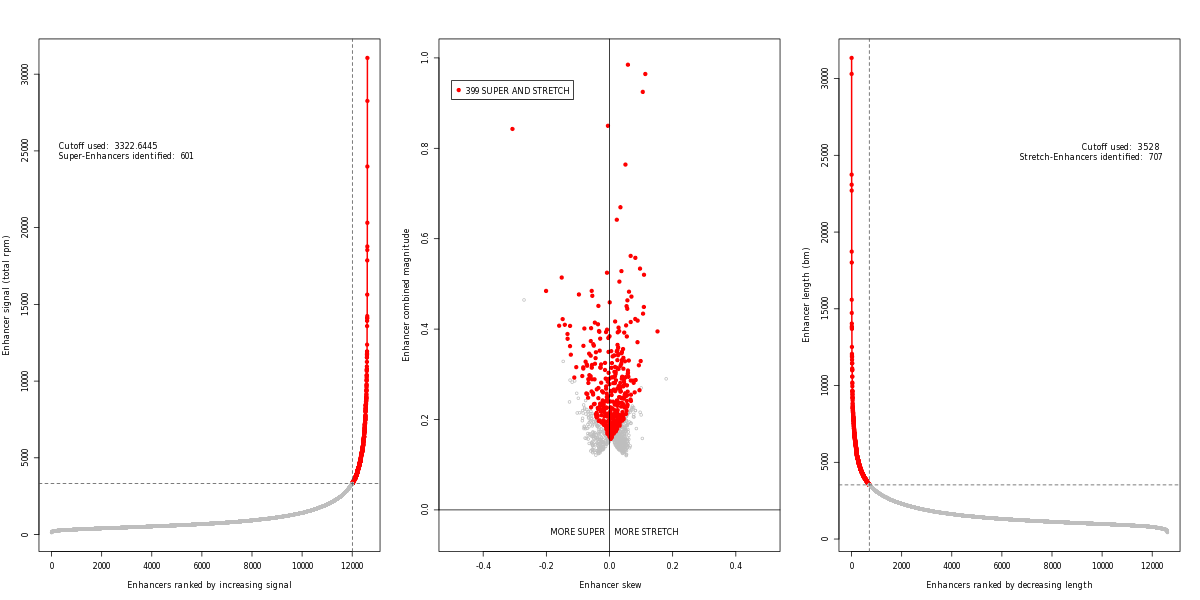 Enhancer signal (total rpm)
30000
25000
20000
15000
10000
5000
0
Cutoff used:  3322.6445
Super-Enhancers identified:  601
0 2000 4000 6000 8000 10000 12000
Enhancers ranked by increasing signal
Enhancer combined magnitude
1.0
0.8
0.6
0.4
0.2
0.0
399 SUPER AND STRETCH
MORE SUPER MORE STRETCH
-0.4 -0.2 0.0 0.2 0.4
Enhancer skew
Enhancer length (bm)
30000
25000
20000
15000
10000
5000
0
Cutoff used:  3528
Stretch-Enhancers identified:  707
0 2000 4000 6000 8000 10000 12000
Enhancers ranked by decreasing length